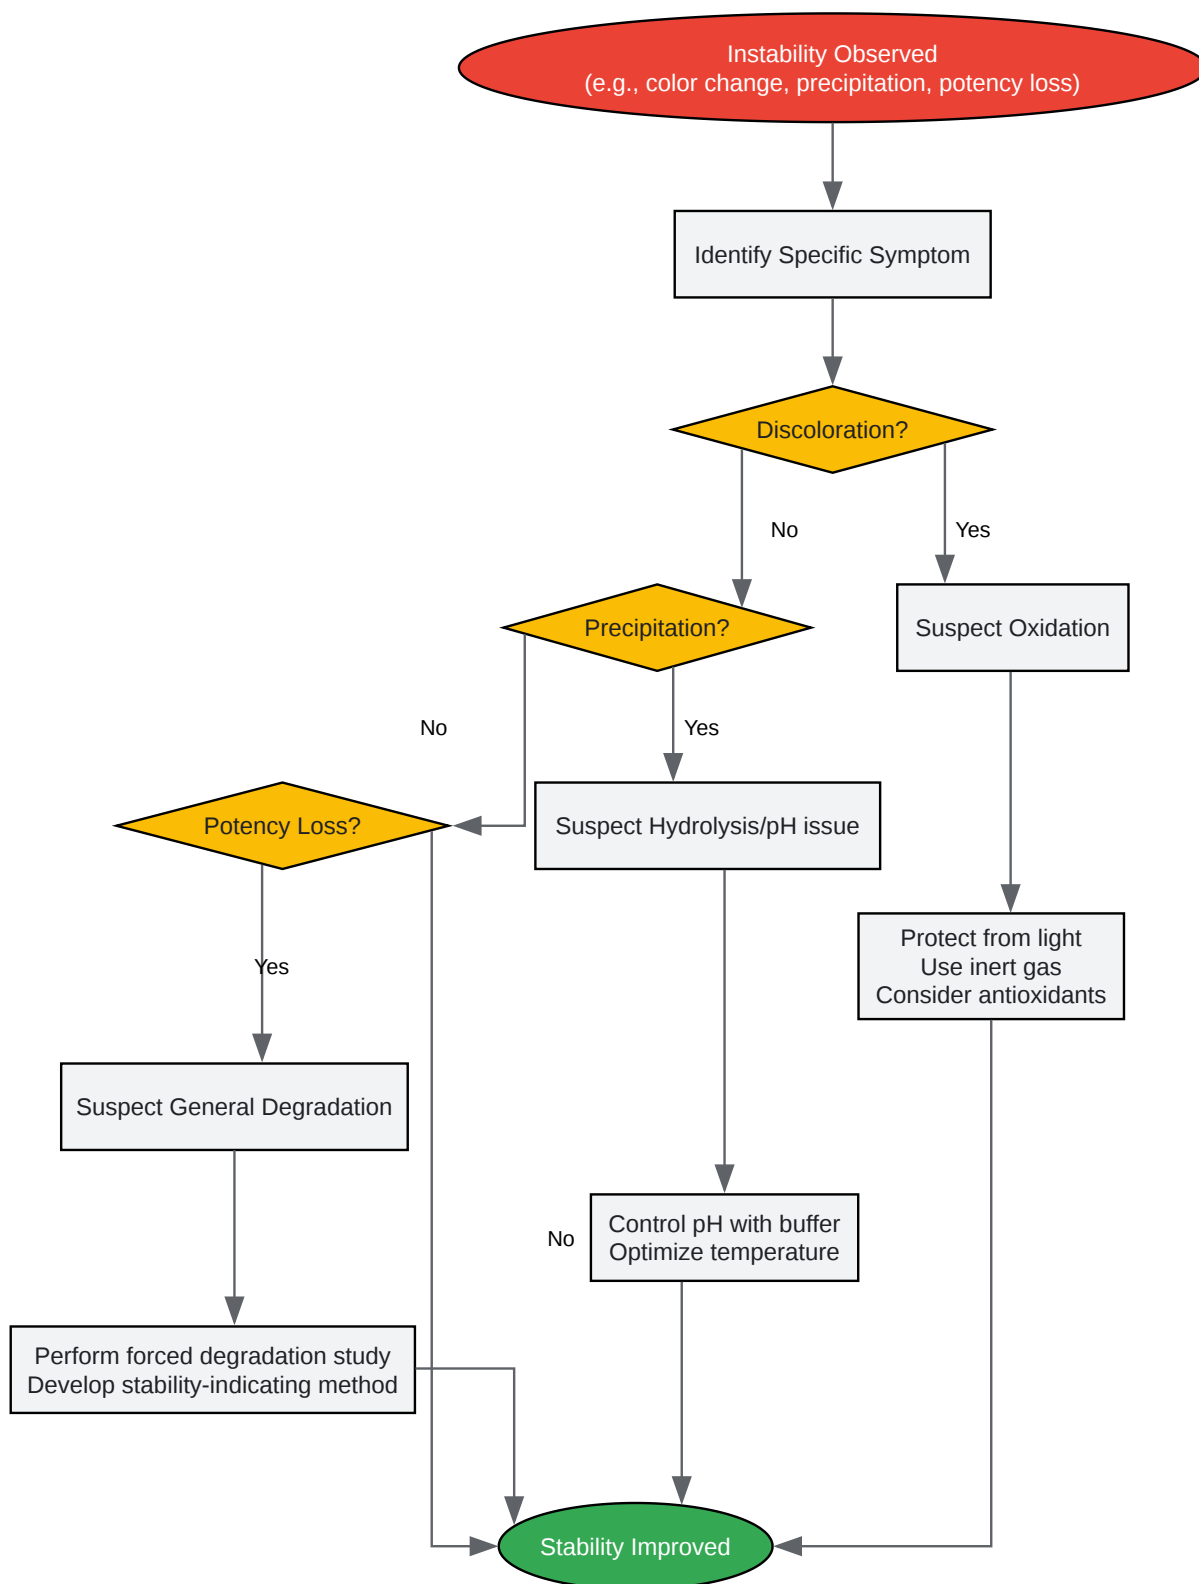 Instability Observed
(e.g., color change, precipitation, potency loss)
Identify Specific Symptom
Discoloration?
No
Yes
Precipitation?
Suspect Oxidation
No
Yes
Potency Loss?
Suspect Hydrolysis/pH issue
Protect from light
Use inert gas
Consider antioxidants
Yes
Suspect General Degradation
No
Control pH with buffer
Optimize temperature
Perform forced degradation study
Develop stability-indicating method
Stability Improved